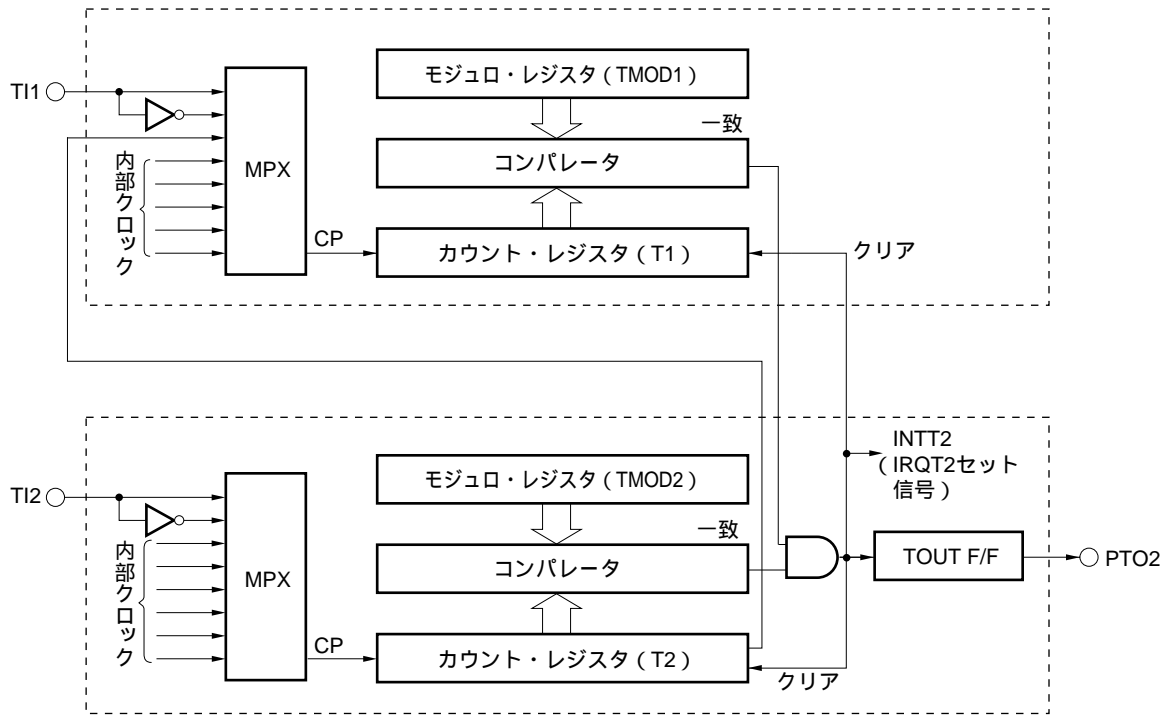 モジュロ・レジスタ（TMOD1）
TI1
一致
コンパレータ
MPX
内部クロック
CP
カウント・レジスタ（T1）
クリア
INTT2
（IRQT2セット
信号）
モジュロ・レジスタ（TMOD2）
TI2
一致
コンパレータ
TOUT F/F
PTO2
MPX
内部クロック
CP
カウント・レジスタ（T2）
クリア